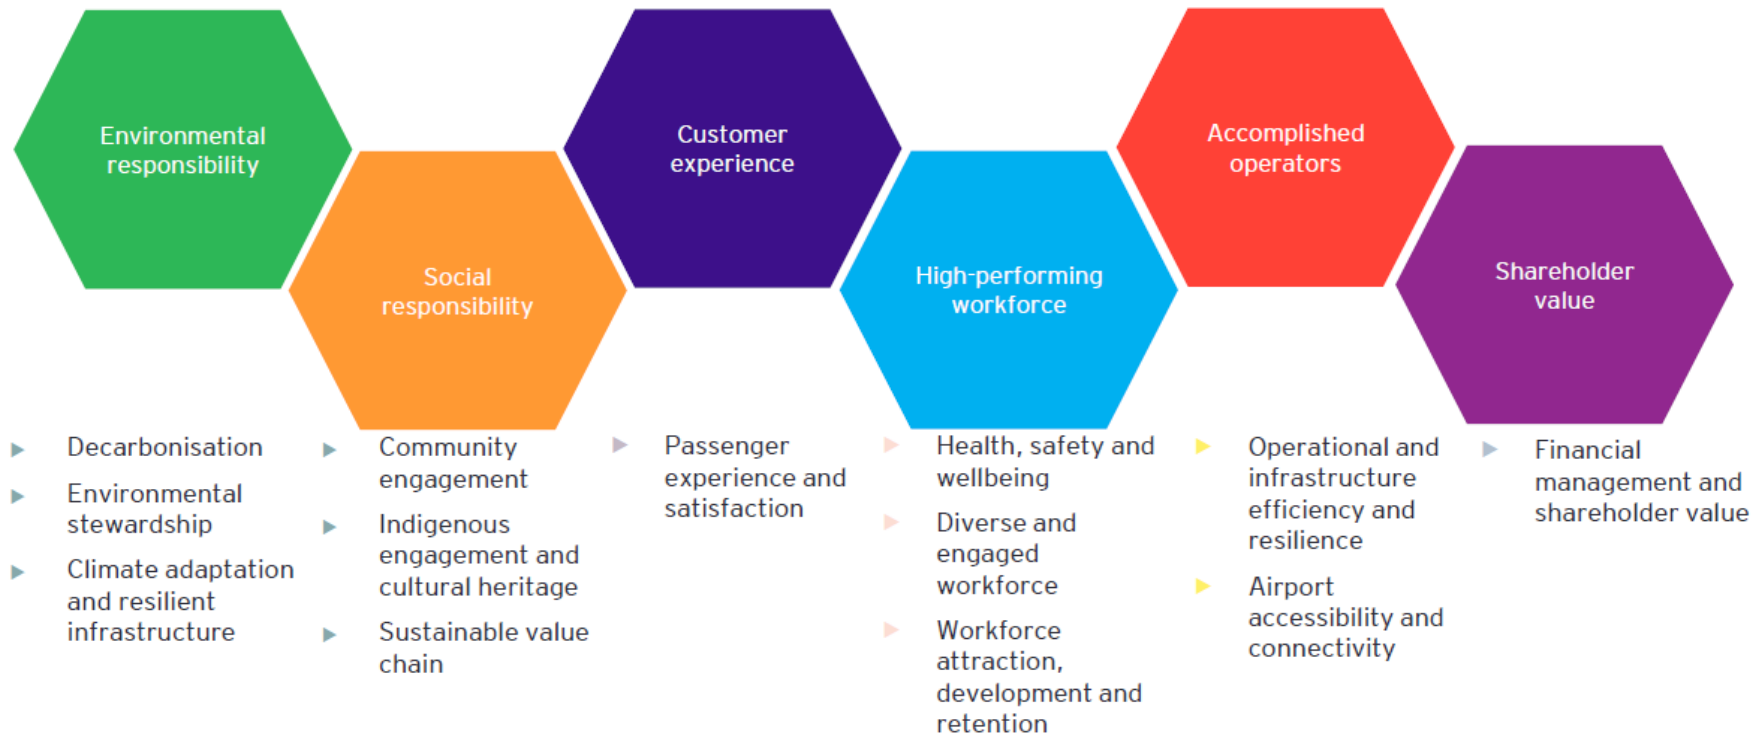 Environmental
responsibility
Social
responsibility
Customer
experience
High-performing
workforce
Accomplished
operators
Shareholder
value
Decarbonisation
Environmental
stewardship
Climate adaptation
and resilient
infrastructure
Community
engagement
Indigenous
engagement and
cultural heritage
Sustainable value
chain
Passenger
experience and
satisfaction
Health, safety and
wellbeing
Diverse and
engaged
workforce
Workforce
attraction,
development and
retention
Operational and
infrastructure
efficiency and
resilience
Airport
accessibility and
connectivity
Financial
management and
shareholder value